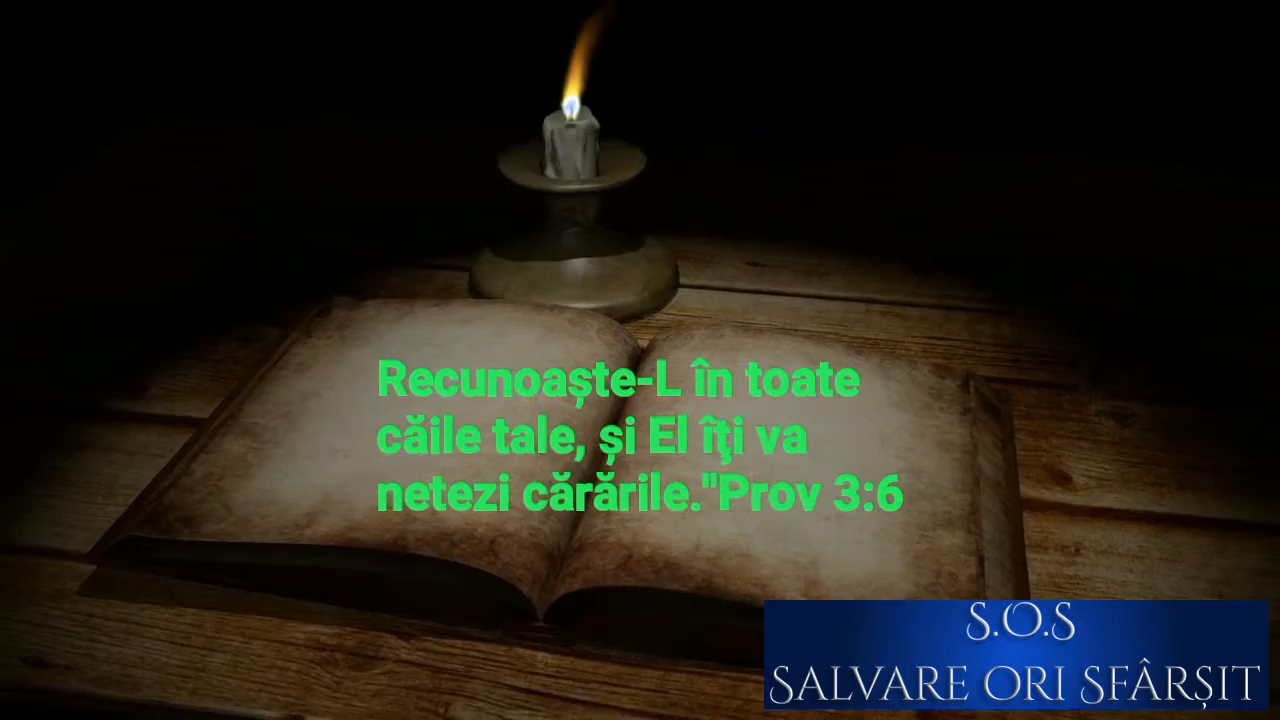 Recunoaște-L în toate
căile tale, și El îţi va
netezi cărările."Prov 3:6
S.O.S
SALVARE ORI SFÂRȘIT